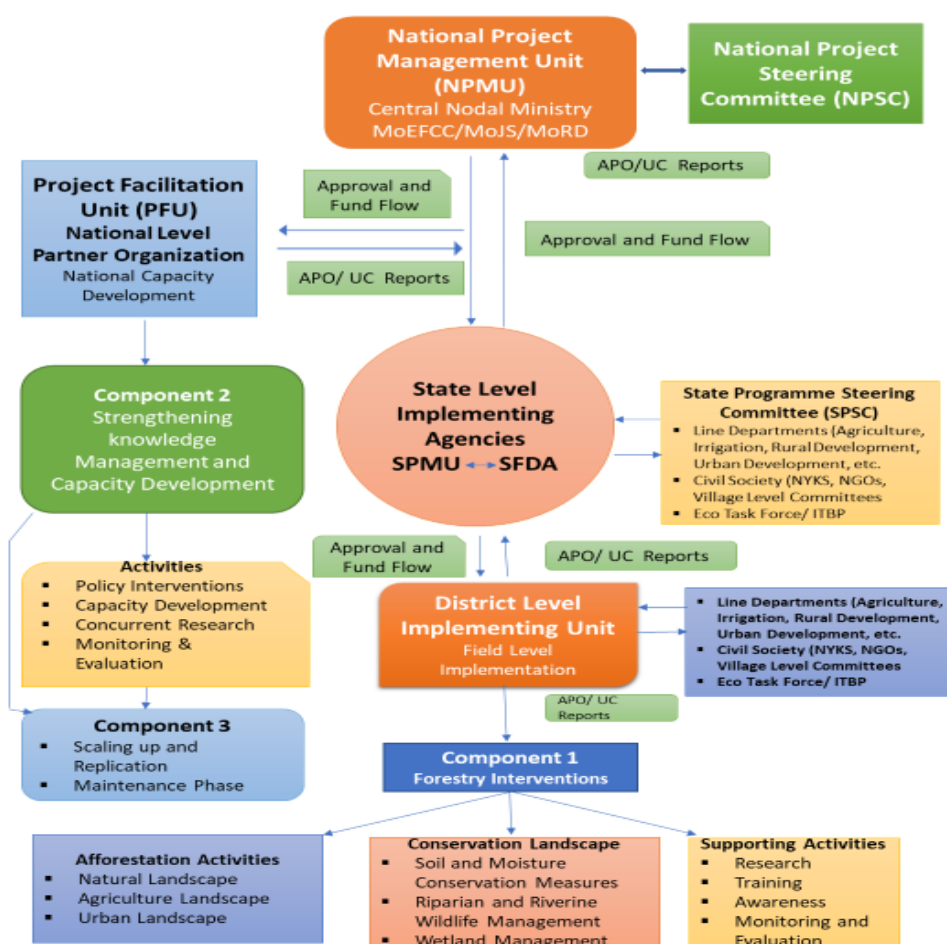 National Project
Management Unit
(NPMU)
Central Nodal Ministry
MoEFCC/MoJS/MoRD
National Project
Steering
Committee (NPSC)
APO/UC Reports
Project Facilitation
Unit (PFU)
National Level
Partner Organization
National Capacity
Development
Approval and
Fund Flow
Approval and Fund Flow
APO/ UC Reports
State Level
Implementing
Agencies
SPMU SFDA
Component 2
Strengthening
knowledge
Management and
Capacity Development
State Programme Steering
Committee (SPSC)
▪ Line Departments (Agriculture,
Irrigation, Rural Development,
Urban Development, etc.
▪ Civil Society (NYKS, NGOs,
Village Level Committees
▪ Eco Task Force/ ITBP
Approval and
Fund Flow
APO/ UC Reports
Activities
▪ Policy Interventions
▪ Capacity Development
▪ Concurrent Research
▪ Monitoring &
Evaluation
District Level
Implementing Unit
Field Level
Implementation
▪ Line Departments (Agriculture,
Irrigation, Rural Development,
Urban Development, etc.
▪ Civil Society (NYKS, NGOs,
Village Level Committees
▪ Eco Task Force/ ITBP
APO/ UC
Reports
Component 3
▪ Scaling up and
Replication
▪ Maintenance Phase
Component 1
Forestry Interventions
Afforestation Activities
▪ Natural Landscape
▪ Agriculture Landscape
▪ Urban Landscape
Conservation Landscape
▪ Soil and Moisture
Conservation Measures
▪ Riparian and Riverine
Wildlife Management
▪ Wetland Management
Supporting Activities
▪ Research
▪ Training
▪ Awareness
▪ Monitoring and
Evaluation